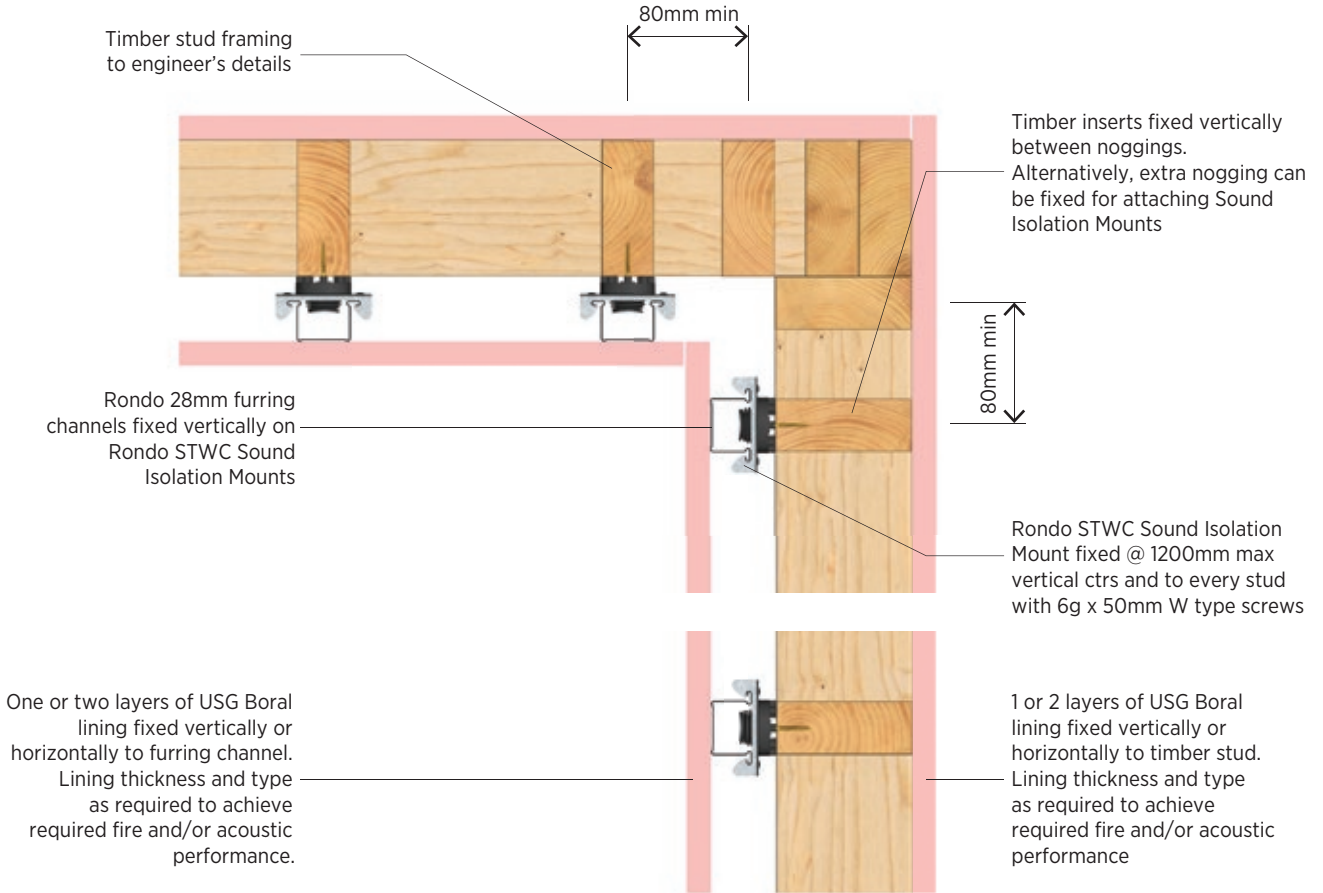 80mm min
Timber stud framing
to engineer's details
Timber inserts fixed vertically
between noggings.
Alternatively, extra nogging can
be fixed for attaching Sound
Isolation Mounts
80mm min
Rondo 28mm furring
channels fixed vertically on
Rondo STWC Sound
Isolation Mounts
Rondo STWC Sound Isolation
Mount fixed @ 1200mm max
vertical ctrs and to every stud
with 6g x 50mm W type screws
One or two layers of USG Boral
lining fixed vertically or
horizontally to furring channel.
Lining thickness and type
as required to achieve
required fire and/or acoustic
performance.
1 or 2 layers of USG Boral
lining fixed vertically or
horizontally to timber stud.
Lining thickness and type
as required to achieve
required fire and/or acoustic
performance